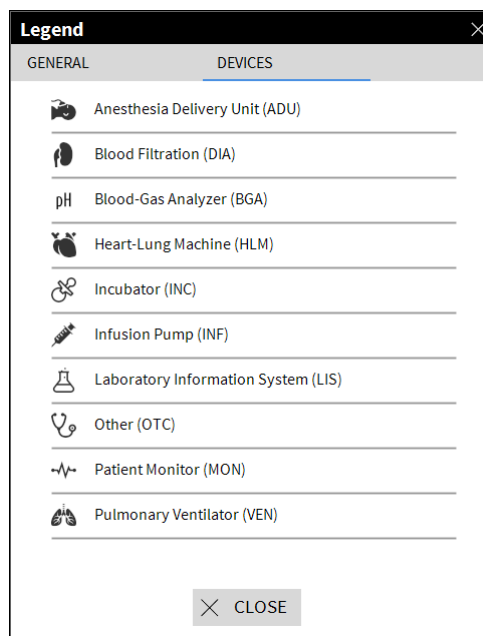 Legend
GENERAL DEVICES
Anesthesia Delivery Unit (ADU)
Blood Filtration (DIA)
pH Blood-Gas Analyzer (BGA)
Heart-Lung Machine (HLM)
Incubator (INC)
Infusion Pump (INF)
Laboratory Information System (LIS)
Other (OTC)
Patient Monitor (MON)
Pulmonary Ventilator (VEN)
CLOSE